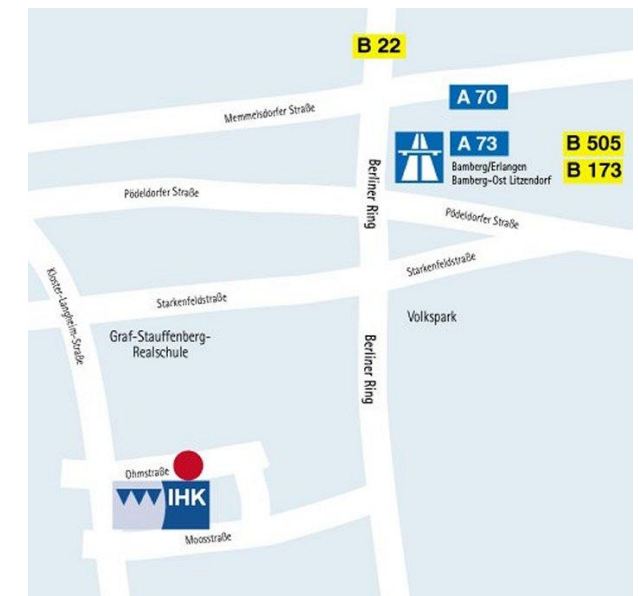 B 22
A 70
Memmelsdorfer Straße
A 73
B 505
Bamberg/Erlangen
Bamberg-Ost Litzendorf
B 173
Berliner Ring
Pödeldorfer Straße
Pödeldorfer Straße
Starkenfeldstraße
Kloster-Langheim-Straße
Starkenfeldstraße
Volkspark
Graf-Stauffenberg-
Realschule
Berliner Ring
Ohmstraße
IHK
Moosstraße